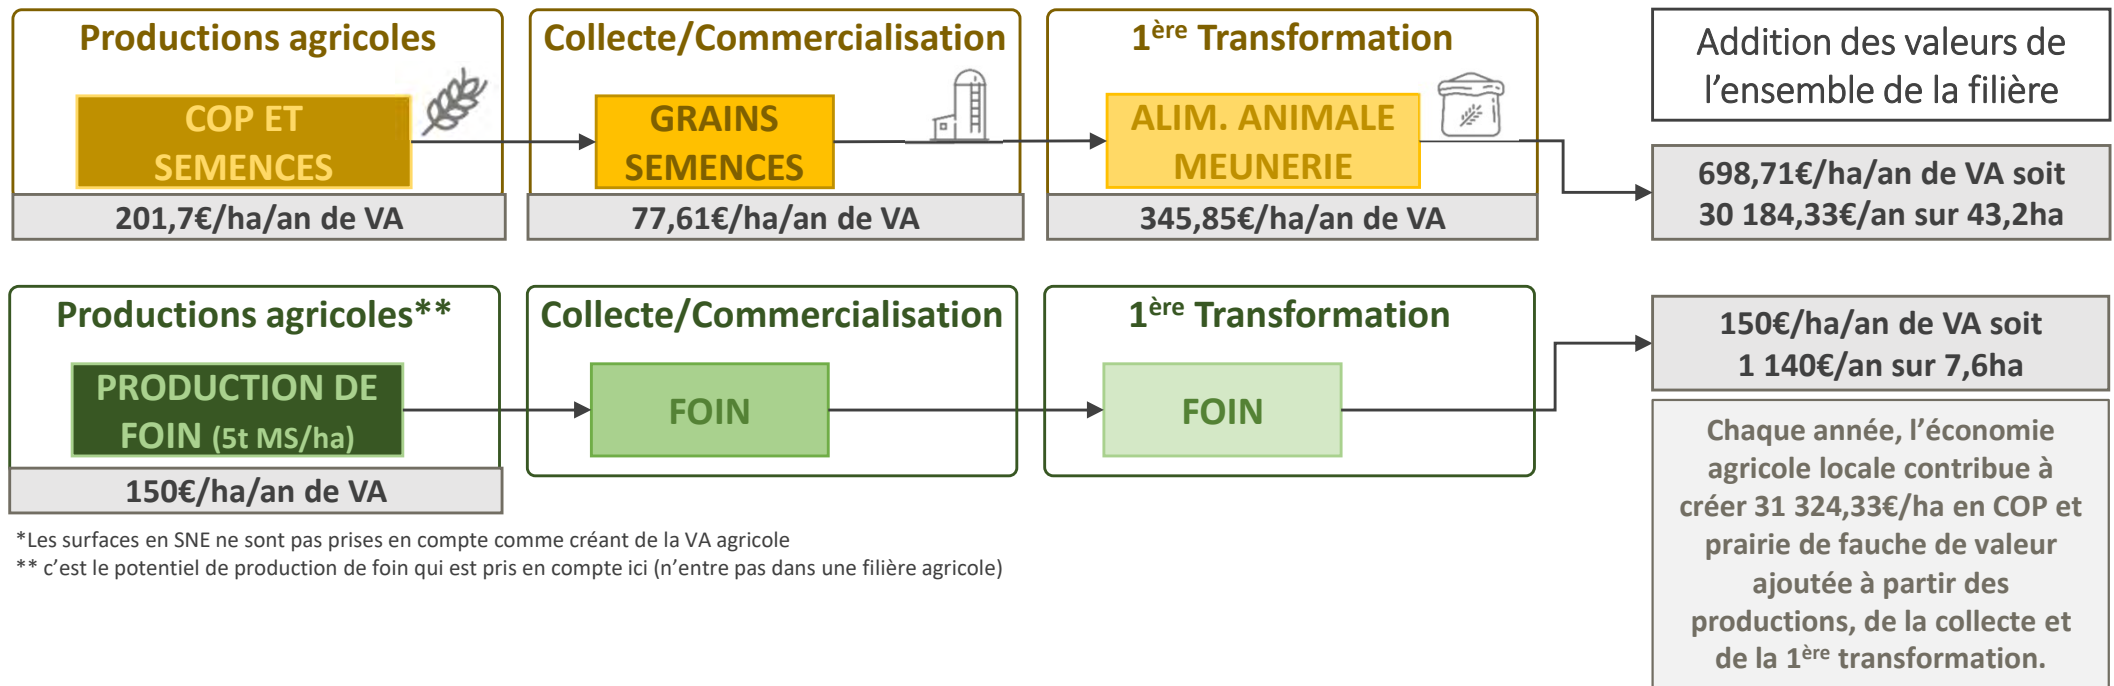 Productions agricoles
COP ET
SEMENCES
201,7€/ha/an de VA
Collecte/Commercialisation
GRAINS
SEMENCES
77,61€/ha/an de VA
1ère Transformation
ALIM. ANIMALE
MEUNERIE
345,85€/ha/an de VA
Addition des valeurs de
l’ensemble de la filière
698,71€/ha/an de VA soit
30 184,33€/an sur 43,2ha
Productions agricoles**
PRODUCTION DE
FOIN (5t MS/ha)
150€/ha/an de VA
Collecte/Commercialisation
FOIN
1ère Transformation
FOIN
150€/ha/an de VA soit
1 140€/an sur 7,6ha
Chaque année, l’économie
agricole locale contribue à
créer 31 324,33€/ha en COP et
prairie de fauche de valeur
ajoutée à partir des
productions, de la collecte et
de la 1ère transformation.
*Les surfaces en SNE ne sont pas prises en compte comme créant de la VA agricole
** c’est le potentiel de production de foin qui est pris en compte ici (n’entre pas dans une filière agricole)